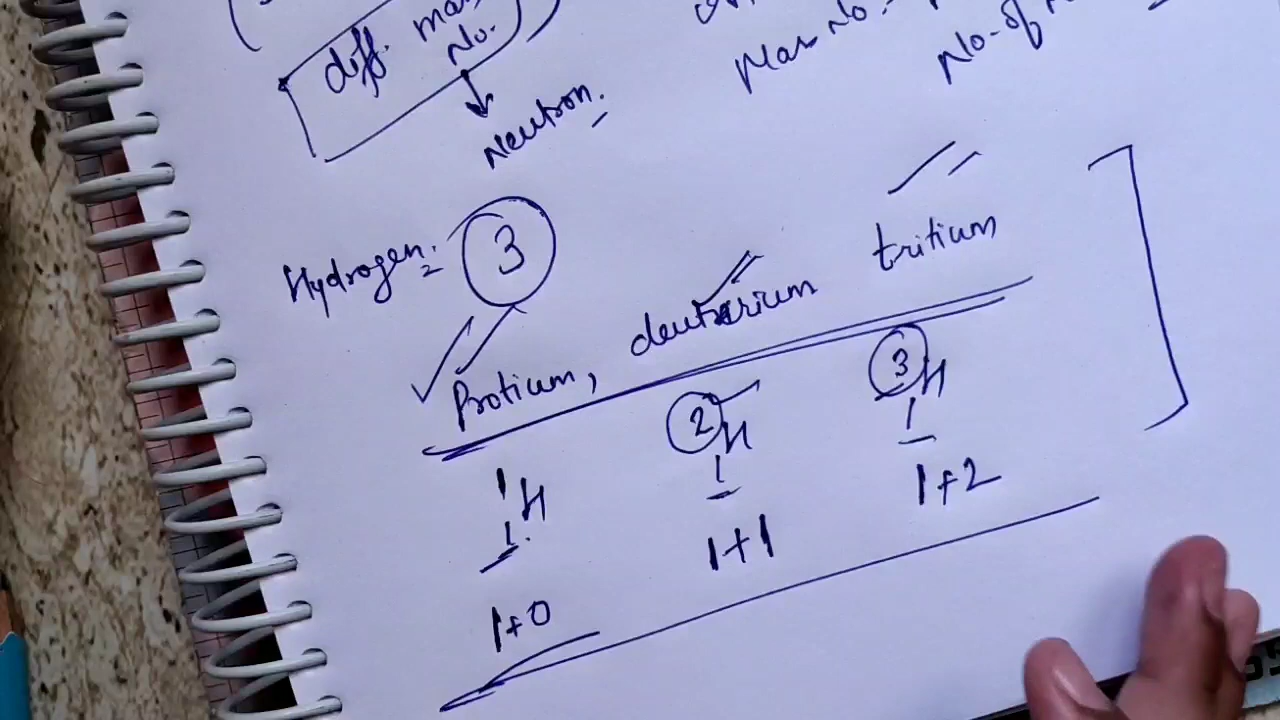 diff. mass
No.
Mass No.
No. of
Neutron.
Hydrogen. 3
Protium, deuterium tritium
1 H 1
2 H 1
3 H 1
1+0
1+1
1+2